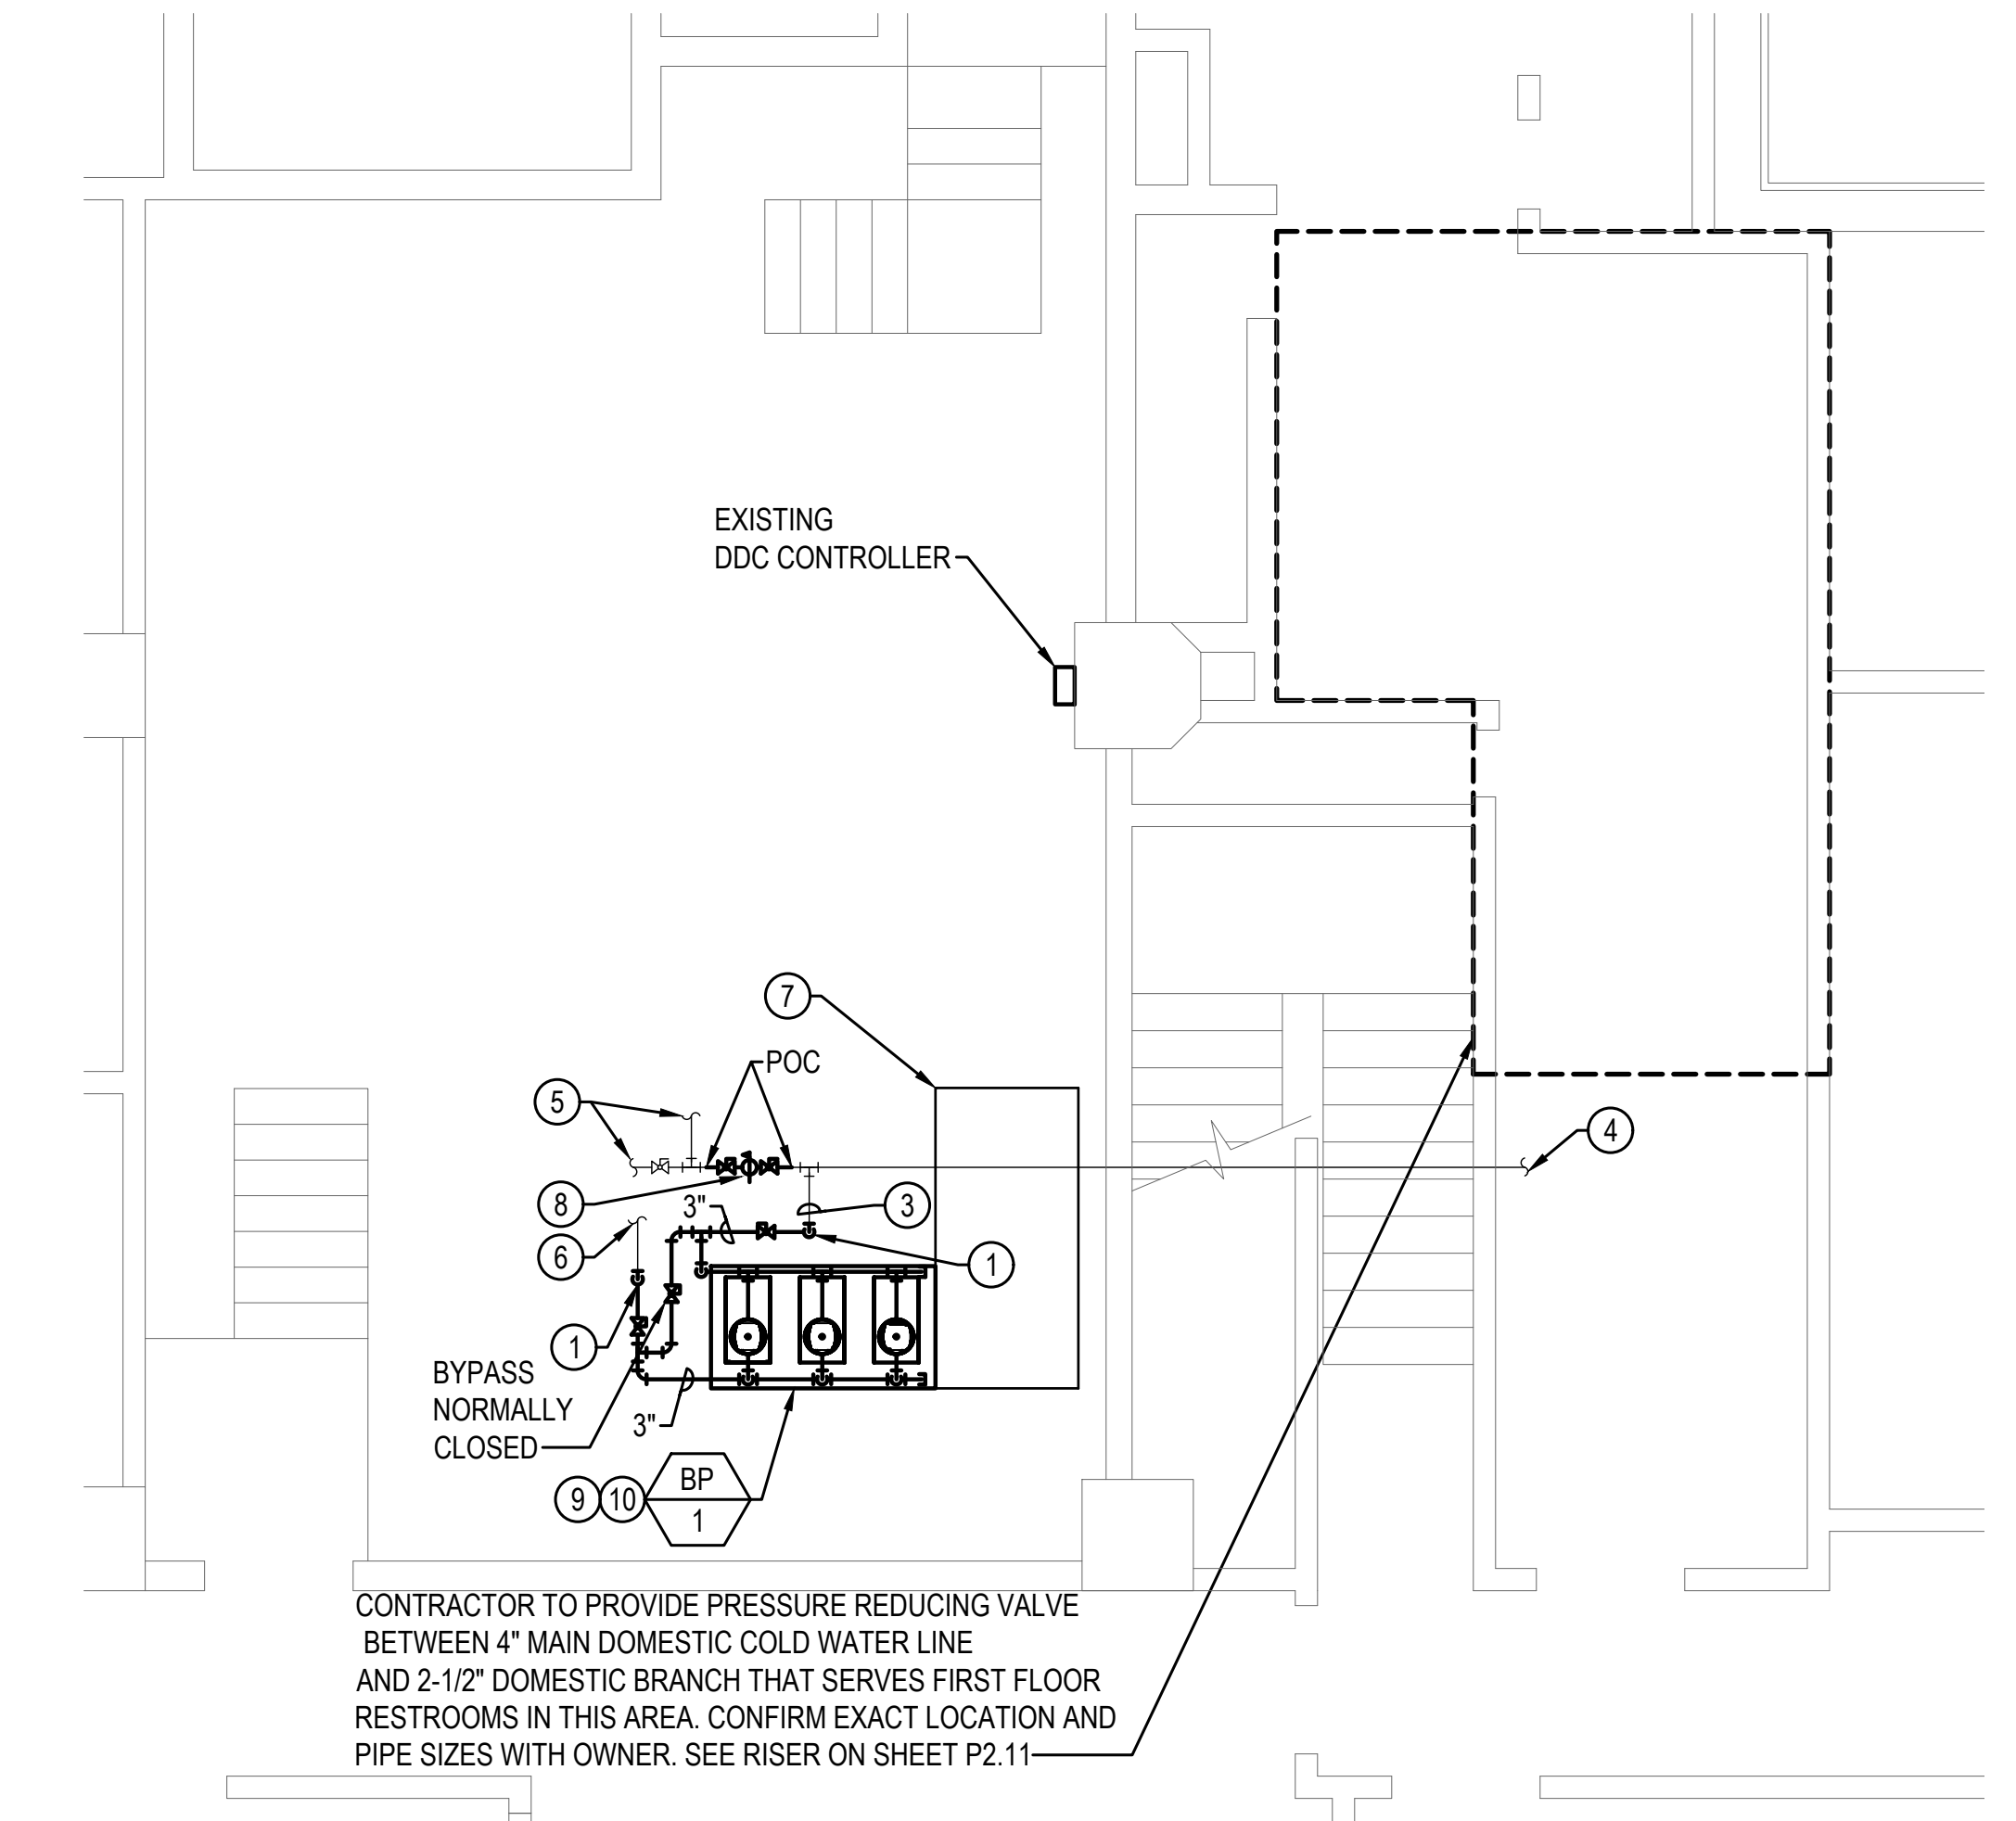 EXISTING
DDC CONTROLLER
7
POC
5
4
8
3"
3
6
1
1
BYPASS
NORMALLY
CLOSED
3"
9 10 BP
1
CONTRACTOR TO PROVIDE PRESSURE REDUCING VALVE
BETWEEN 4" MAIN DOMESTIC COLD WATER LINE
AND 2-1/2" DOMESTIC BRANCH THAT SERVES FIRST FLOOR
RESTROOMS IN THIS AREA. CONFIRM EXACT LOCATION AND
PIPE SIZES WITH OWNER. SEE RISER ON SHEET P2.11